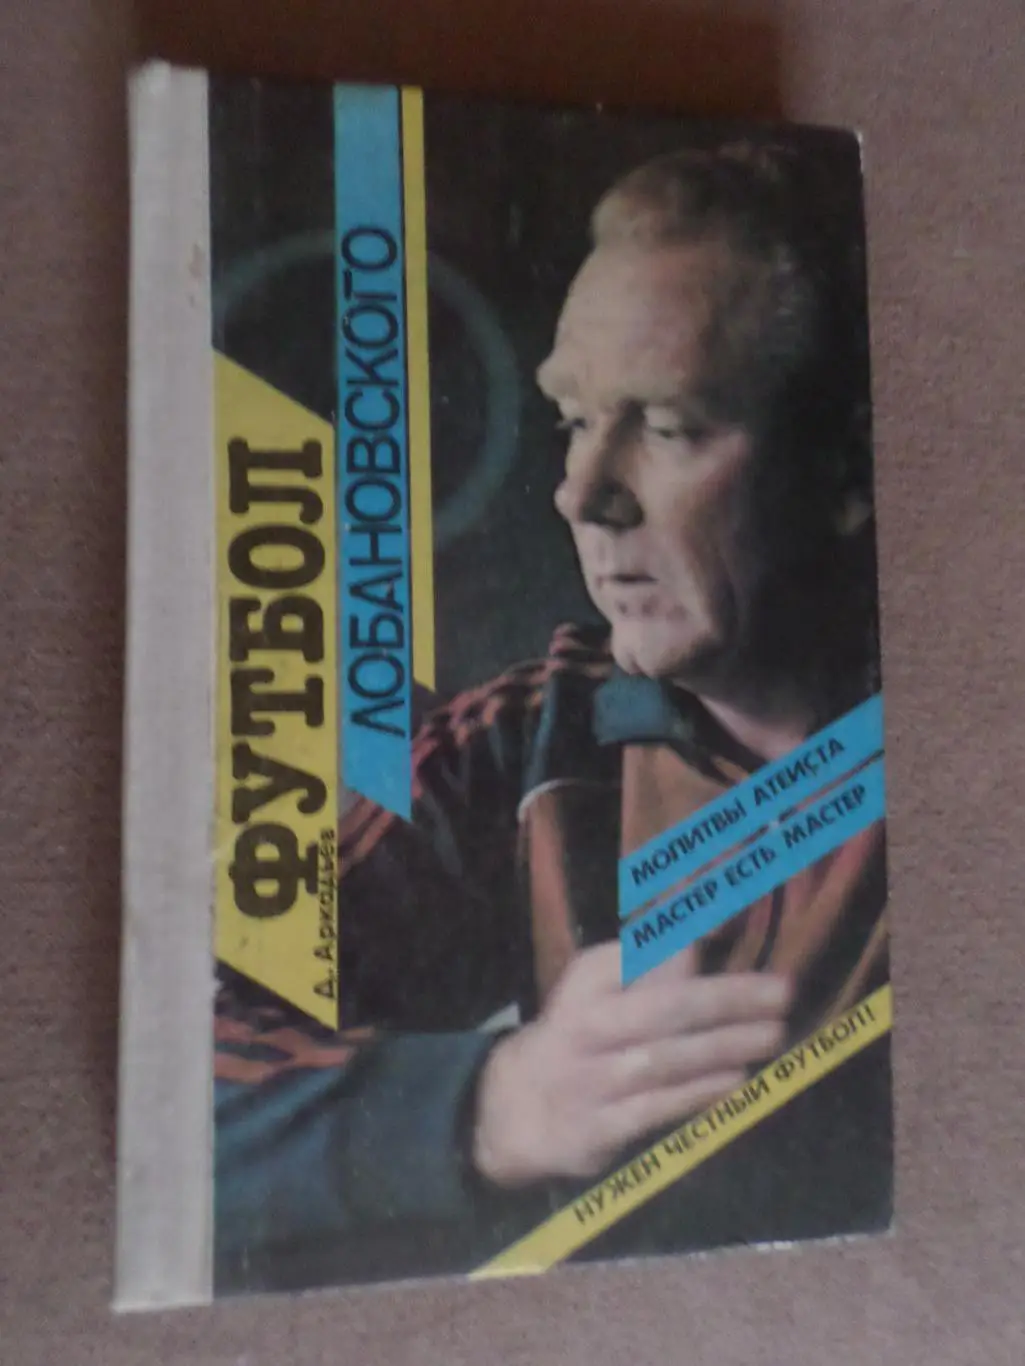 ФУТБОЛ
ЛОБАНОВСКОГО
Д. Аркадьев
МОЛИТВЫ АТЕИСТА
МАСТЕР ЕСТЬ МАСТЕР
НУЖЕН ЧЕСТНЫЙ ФУТБОЛ!